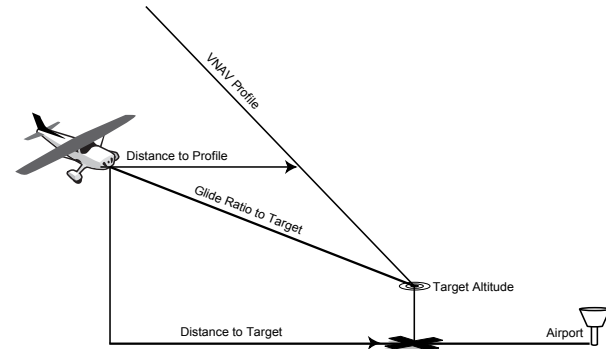 VNAV Profile
Distance to Profile
Glide Ratio to Target
Target Altitude
Distance to Target
Airport